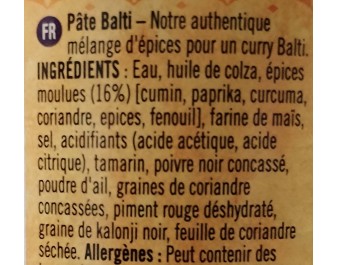 FR Pâte Balti – Notre authentique
mélange d'épices pour un curry Balti.
INGRÉDIENTS : Eau, huile de colza, épices
moulues (16%) [cumin, paprika, curcuma,
coriandre, epices, fenouil], farine de maïs,
sel, acidifiants (acide acétique, acide
citrique), tamarin, poivre noir concassé,
poudre d'ail, graines de coriandre
concassées, piment rouge déshydraté,
graine de kalonji noir, feuille de coriandre
séchée. Allergènes : Peut contenir des